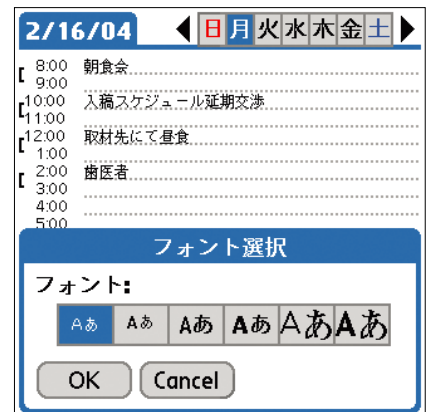 2/16/04 日 月 火 水 木 金 土
8:00 朝食会
9:00
10:00 入稿スケジュール延期交渉
11:00
12:00 取材先にて昼食
1:00
2:00 歯医者
3:00
4:00
5:00
フォント選択
フォント:
Aあ Aあ Aあ Aあ Aあ Aあ
OK Cancel